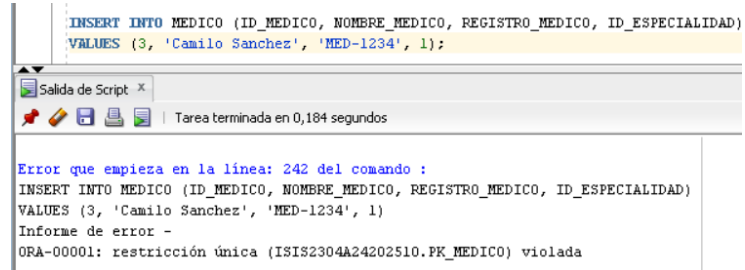 INSERT INTO MEDICO (ID_MEDICO, NOMBRE_MEDICO, REGISTRO_MEDICO, ID_ESPECIALIDAD)
VALUES (3, 'Camilo Sanchez', 'MED-1234', 1);
Salida de Script x
Tarea terminada en 0,184 segundos
Error que empieza en la línea: 242 del comando :
INSERT INTO MEDICO (ID_MEDICO, NOMBRE_MEDICO, REGISTRO_MEDICO, ID_ESPECIALIDAD)
VALUES (3, 'Camilo Sanchez', 'MED-1234', 1)
Informe de error -
ORA-00001: restricción única (ISIS2304A24202510.PK_MEDICO) violada